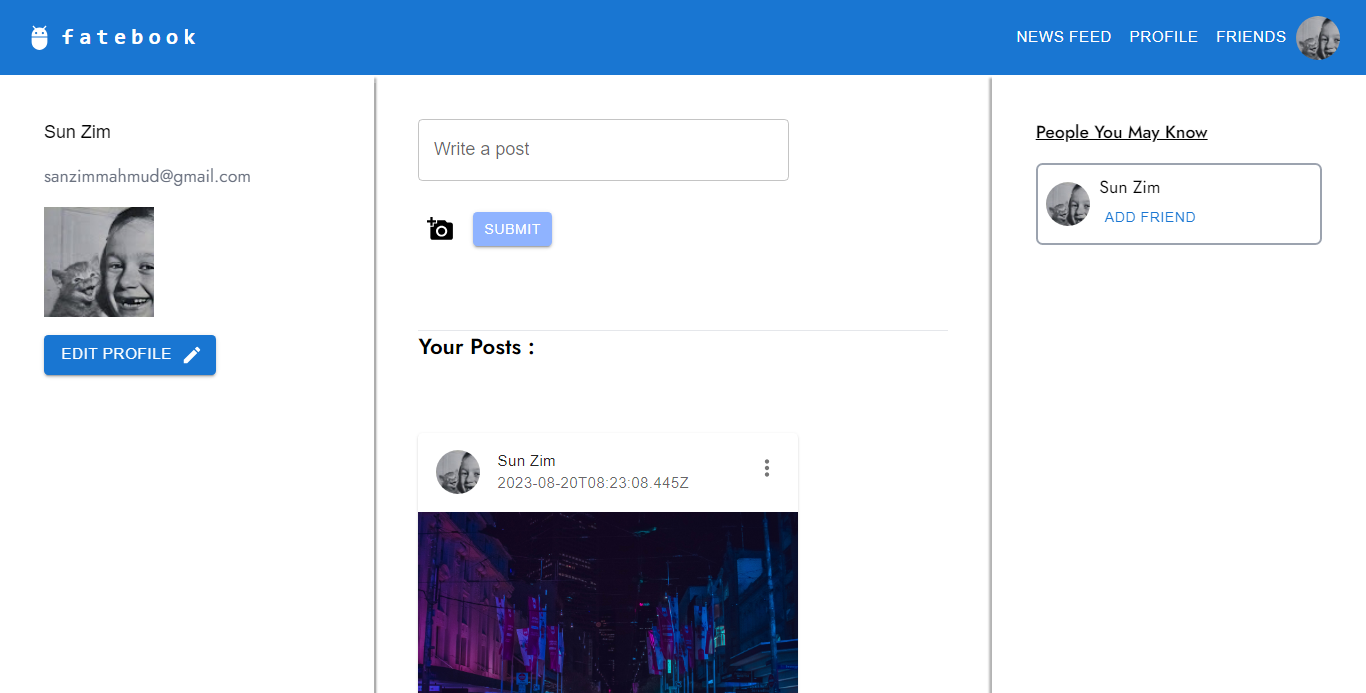 fatebook
NEWS FEED PROFILE FRIENDS
Sun Zim
sanzimmahmud@gmail.com
EDIT PROFILE
Write a post
SUBMIT
Your Posts :
Sun Zim
2023-08-20T08:23:08.445Z
People You May Know
Sun Zim
ADD FRIEND